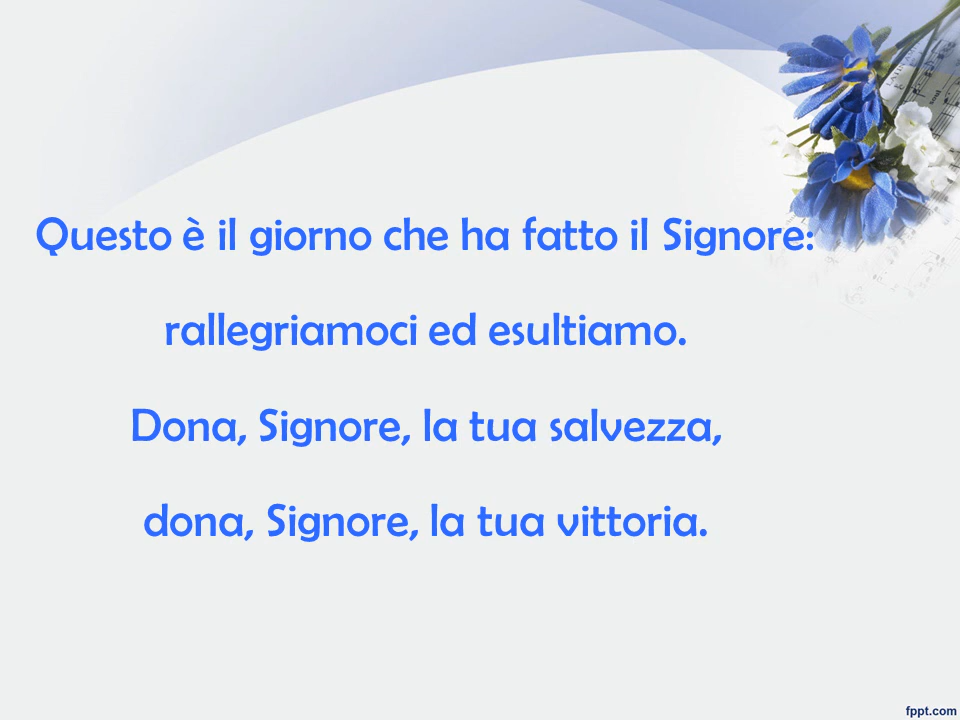 Questo è il giorno che ha fatto il Signore:
rallegriamoci ed esultiamo.
Dona, Signore, la tua salvezza,
dona, Signore, la tua vittoria.
fppt.com